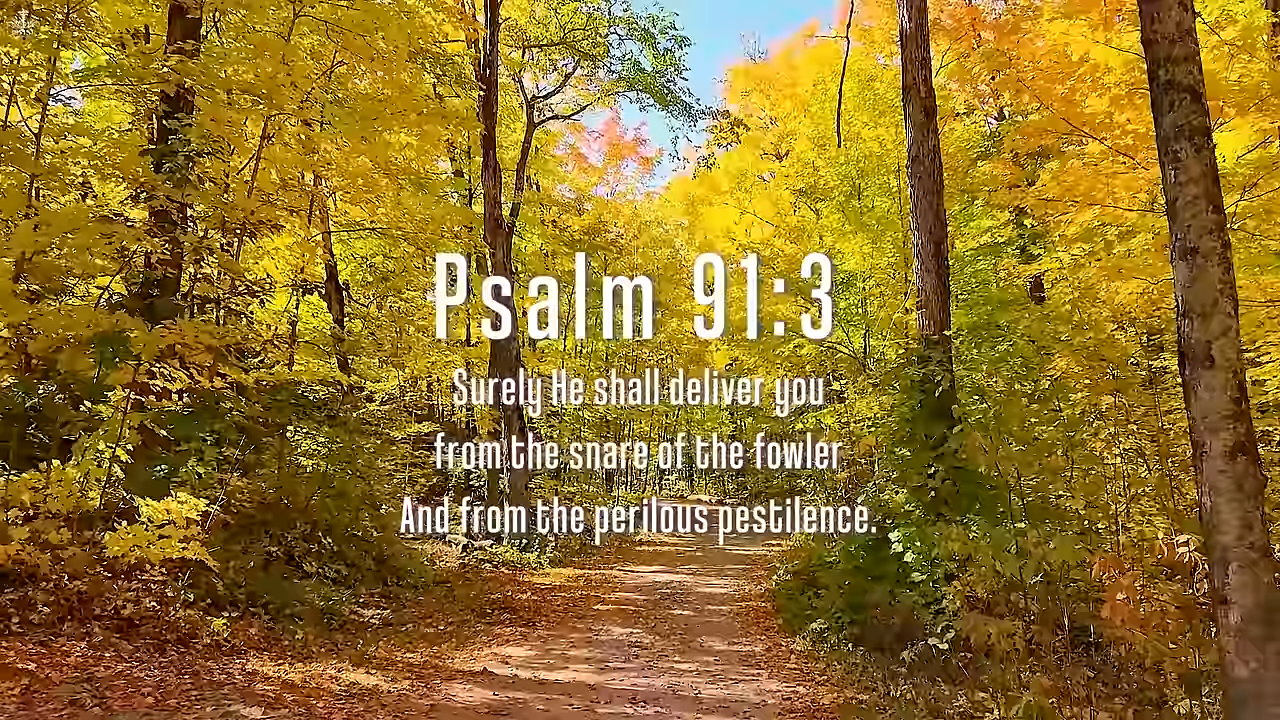 Psalm 91:3
Surely He shall deliver you
from the snare of the fowler
And from the perilous pestilence.